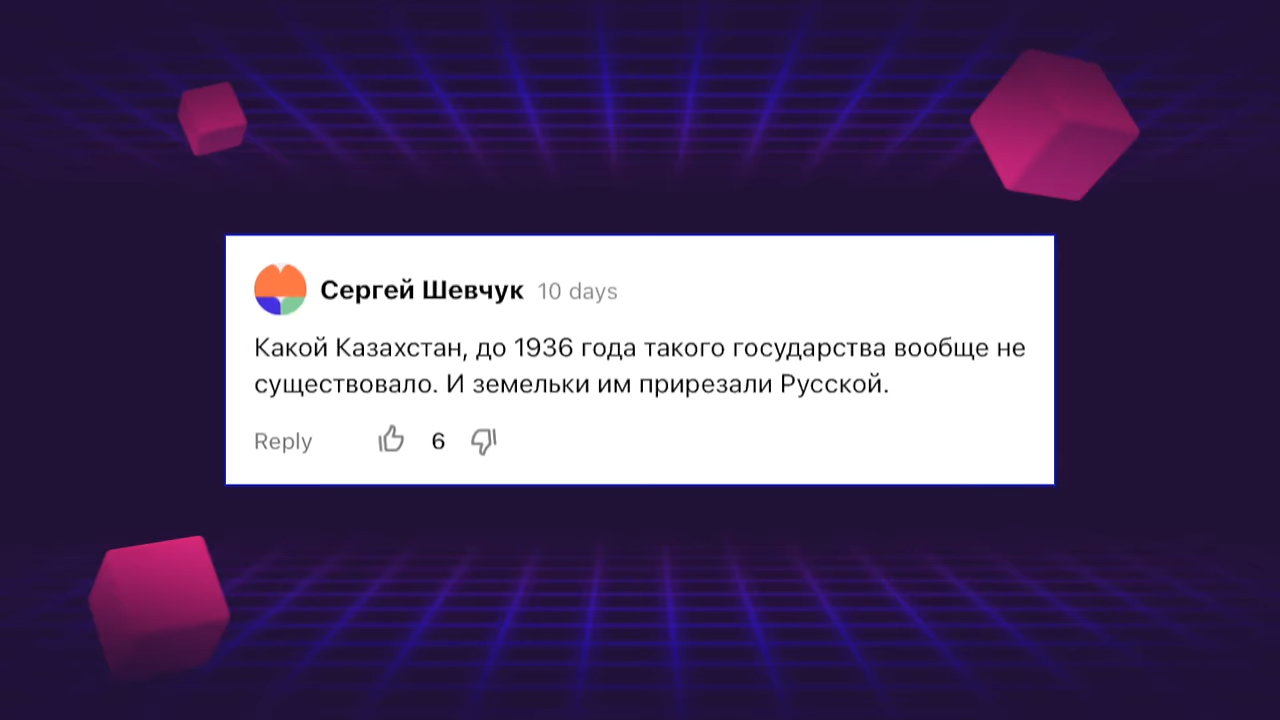 Сергей Шевчук 10 days
Какой Казахстан, до 1936 года такого государства вообще не
существовало. И земельки им прирезали Русской.
Reply 6